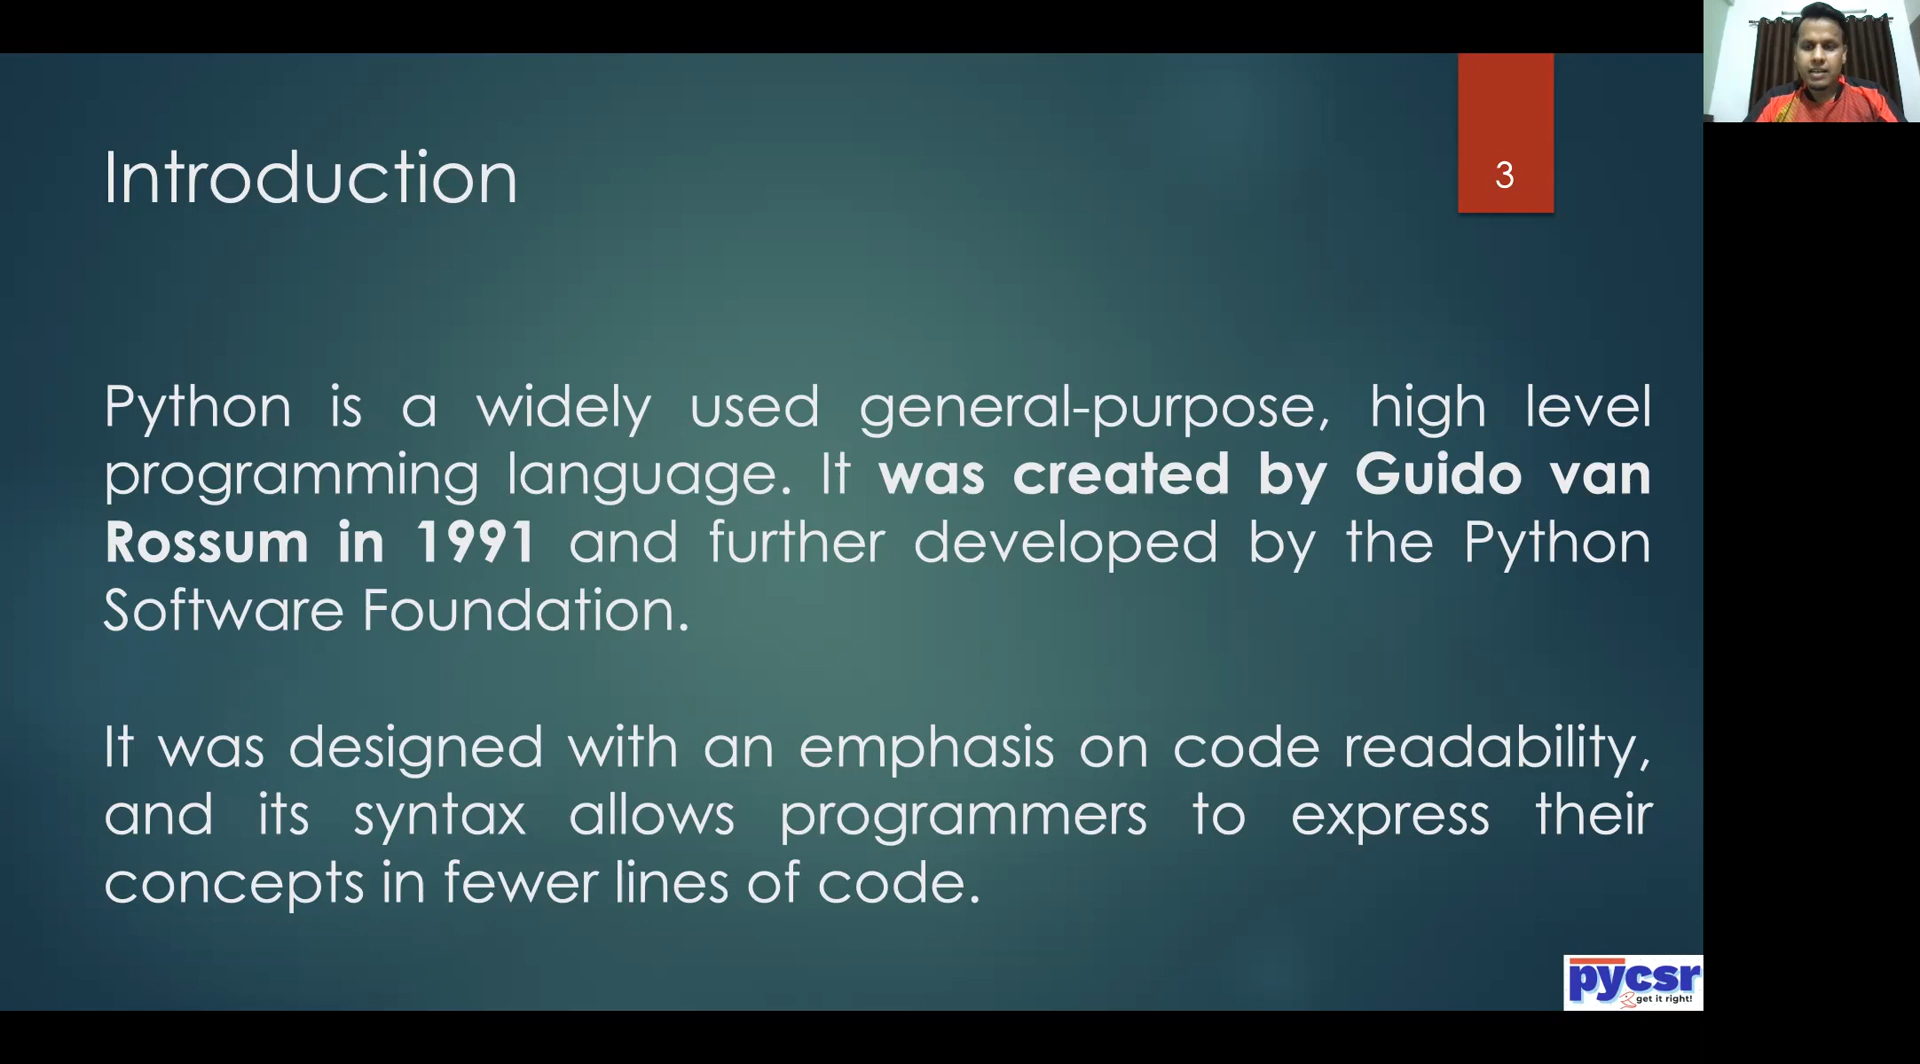 Introduction
3
Python is a widely used general-purpose, high level
programming language. It was created by Guido van
Rossum in 1991 and further developed by the Python
Software Foundation.
It was designed with an emphasis on code readability,
and its syntax allows programmers to express their
concepts in fewer lines of code.
pycsr
get it right!